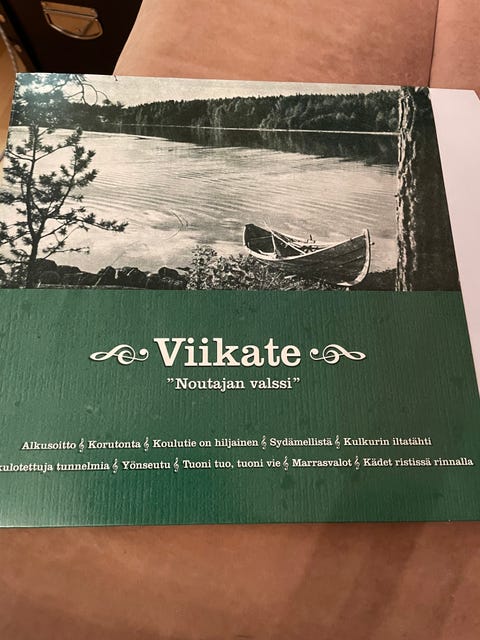 Viikate
"Noutajan valssi"
Alkusoitto Korutonta Koulutie on hiljainen Sydämellistä Kulkurin iltatähti
kulotettuja tunnelmia Yönseutu Tuoni tuo, tuoni vie Marrasvalot Kädet ristissä rinnalla